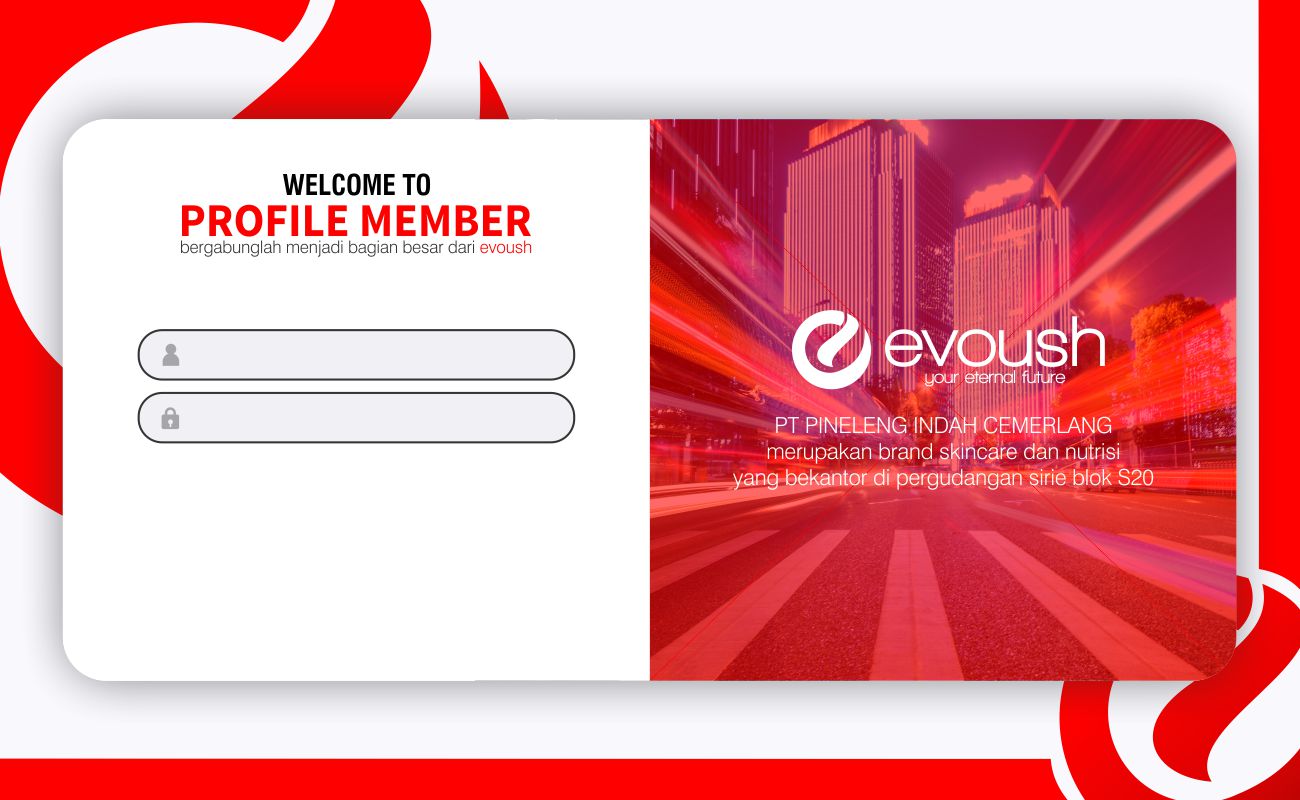 WELCOME TO
PROFILE MEMBER
bergabunglah menjadi bagian besar dari evoush
evoush
your eternal future
PT PINELENG INDAH CEMERLANG
merupakan brand skincare dan nutrisi
yang bekantor di pergudangan sirie blok S20